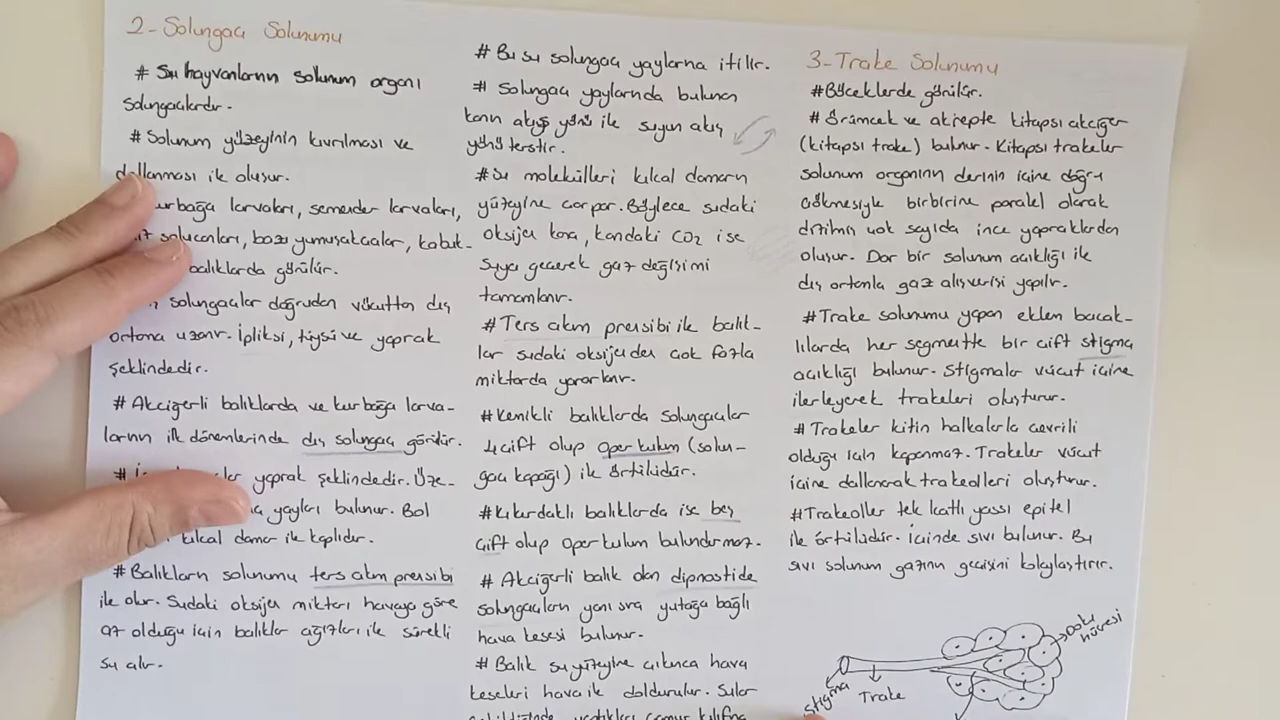 2-Solungaç Solunumu
# Su hayvanlarının solunum organı
solungaçlardır.
# Solunum yüzeyinin kıvrılması ve
dallanması ile oluşur.
larvaları, semender larvaları,
solucanları, bazı yumuşakçalar, kabuk-
balıklarda görülür.
solungaçlar doğrudan vücuttan dış
ortama uzanır. İpliksi, tüysü ve yaprak
şeklindedir.
# Akciğerli balıklarda ve kurbağa larva-
larının ilk dönemlerinde dış solungaç görülür.
# yaprak şeklindedir. Üze-
yayları bulunur. Bol
kılcal damar ile kaplıdır.
# Balıkların solunumu ters akım prensibi
ile olur. Sudaki oksijen miktarı havaya göre
az olduğu için balıklar ağızları ile sürekli
su alır.
# Bu su solungaç yaylarına itilir.
# Solungaç yaylarında bulunan
kanın akış yönü ile suyun akış
yönü terstir.
# Su molekülleri kılcal damarın
yüzeyine çarpar. Böylece sudaki
oksijen kana, kandaki CO2 ise
suya geçerek gaz değişimi
tamamlanır.
# Ters akım prensibi ile balık-
lar sudaki oksijenden çok fazla
miktarda yararlanır.
# Kemikli balıklarda solungaçlar
4 çift olup operkulum (solun-
gaç kapağı) ile örtülüdür.
# Kıkırdaklı balıklarda ise beş
çift olup operkulum bulundurmaz.
# Akciğerli balık olan dipnostide
solungaçların yanı sıra yutağa bağlı
hava kesesi bulunur.
# Balık su yüzeyine çıkınca hava
keseleri hava ile doldurulur. Sular
3-Trake Solunumu
# Böceklerde görülür.
# Örümcek ve akrepte kitapsı akciğer
(kitapsı trake) bulunur. Kitapsı trakeler
solunum organının derinin içine doğru
çökmesiyle birbirine paralel olarak
dizilmiş çok sayıda ince yapraklardan
oluşur. Dar bir solunum açıklığı ile
dış ortamla gaz alışverişi yapılır.
# Trake solunumu yapan eklem bacak-
lılarda her segmentte bir çift stigma
açıklığı bulunur. Stigmalar vücut içine
ilerleyerek trakeleri oluşturur.
# Trakeler kitin halkalarla çevrili
olduğu için kapanmaz. Trakeler vücut
içine dallanarak trakeolleri oluşturur.
# Trakeoller tek katlı yassı epitel
ile örtülüdür. İçinde sıvı bulunur. Bu
sıvı solunum gazının geçişini kolaylaştırır.
Doku
hücresi
Stigma
Trake